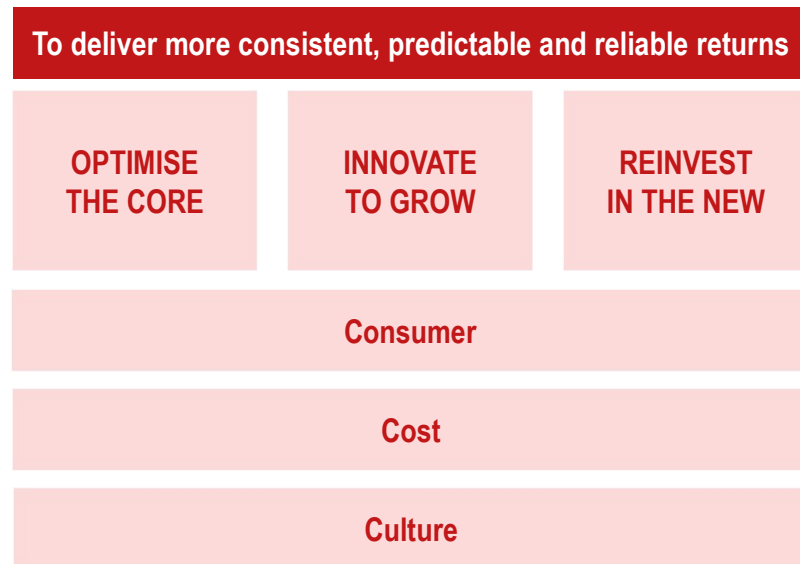 To deliver more consistent, predictable and reliable returns
OPTIMISE
THE CORE
INNOVATE
TO GROW
REINVEST
IN THE NEW
Consumer
Cost
Culture